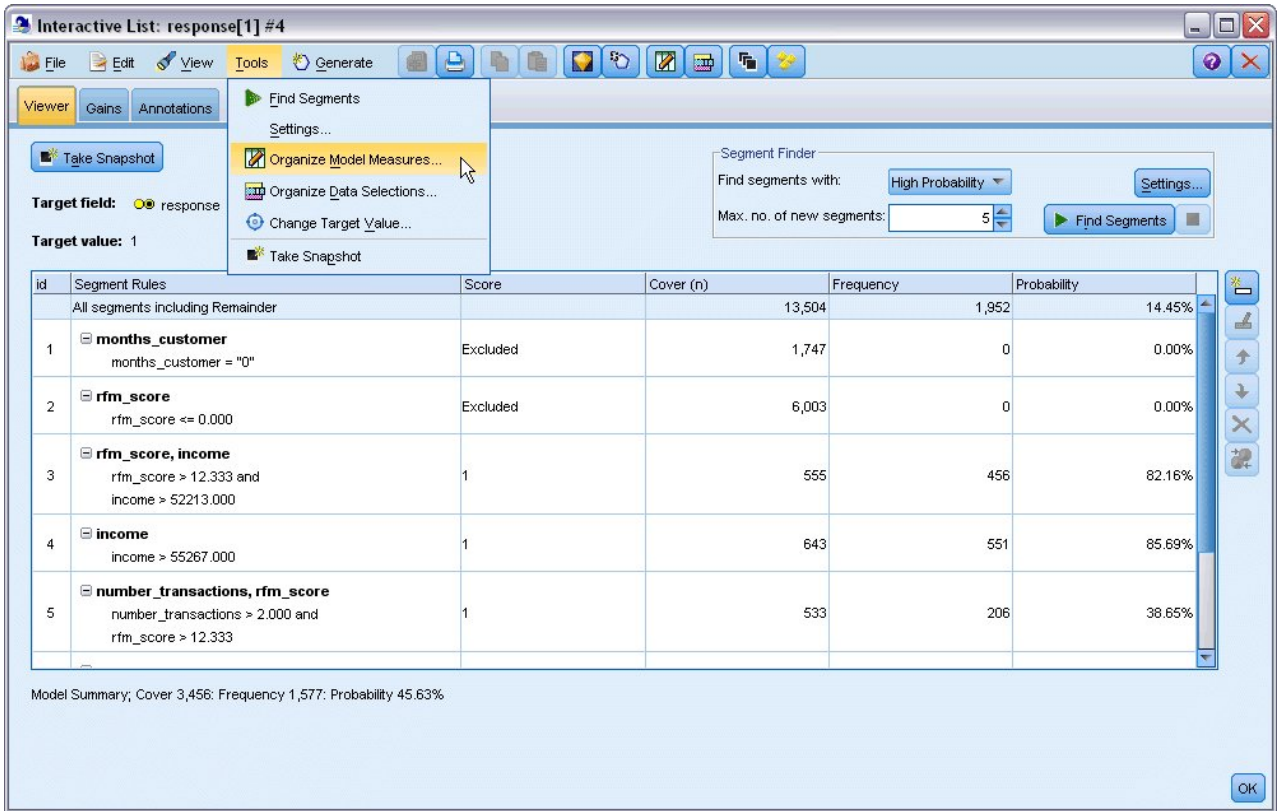 Interactive List: response[1] #4
File Edit View Tools Generate
Viewer Gains Annotations
Find Segments
Settings...
Organize Model Measures...
Organize Data Selections...
Change Target Value...
Take Snapshot
Take Snapshot
Target field: response
Target value: 1
Segment Finder
Find segments with: High Probability Settings...
Max. no. of new segments: 5 Find Segments
id Segment Rules Score Cover (n) Frequency Probability
All segments including Remainder 13,504 1,952 14.45%
1 months_customer Excluded 1,747 0 0.00%
months_customer = "0"
2 rfm_score Excluded 6,003 0 0.00%
rfm_score <= 0.000
3 rfm_score, income 1 555 456 82.16%
rfm_score > 12.333 and
income > 52213.000
4 income 1 643 551 85.69%
income > 55267.000
5 number_transactions, rfm_score 1 533 206 38.65%
number_transactions > 2.000 and
rfm_score > 12.333
Model Summary; Cover 3,456: Frequency 1,577: Probability 45.63%
OK